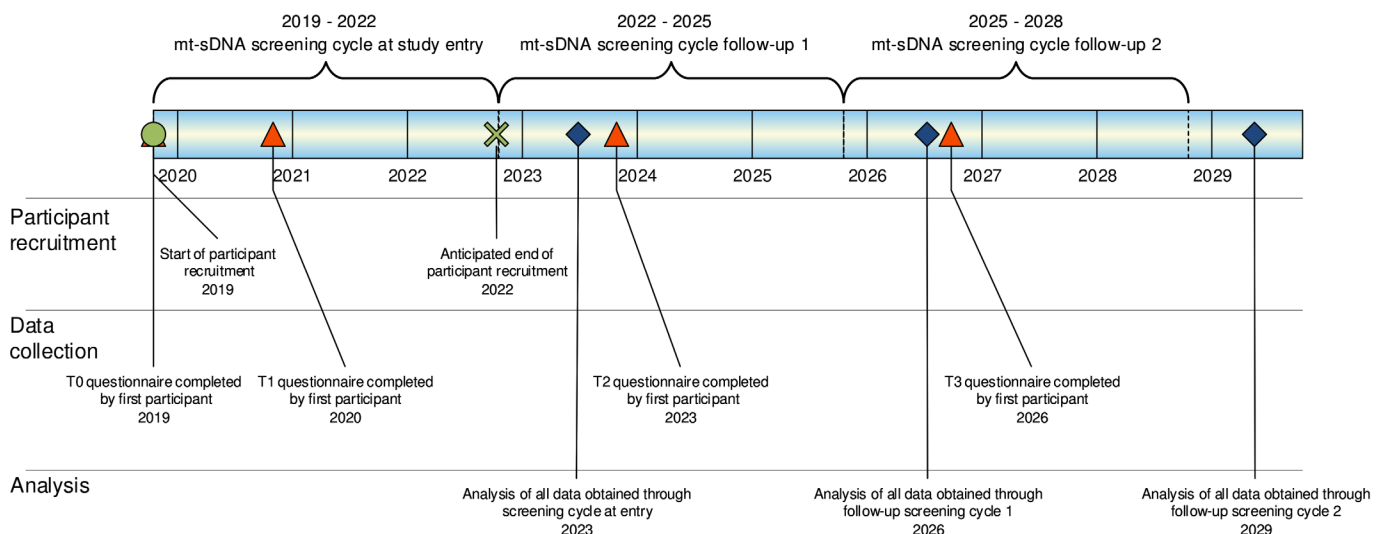 2019 - 2022
mt-sDNA screening cycle at study entry
2022 - 2025
mt-sDNA screening cycle follow-up 1
2025 - 2028
mt-sDNA screening cycle follow-up 2
2020
2021
2022
2023
2024
2025
2026
2027
2028
2029
Participant
recruitment
Start of participant
recruitment
2019
Anticipated end of
participant recruitment
2022
Data
collection
T0 questionnaire completed
by first participant
2019
T1 questionnaire completed
by first participant
2020
T2 questionnaire completed
by first participant
2023
T3 questionnaire completed
by first participant
2026
Analysis
Analysis of all data obtained through
screening cycle at entry
2023
Analysis of all data obtained through
follow-up screening cycle 1
2026
Analysis of all data obtained through
follow-up screening cycle 2
2029